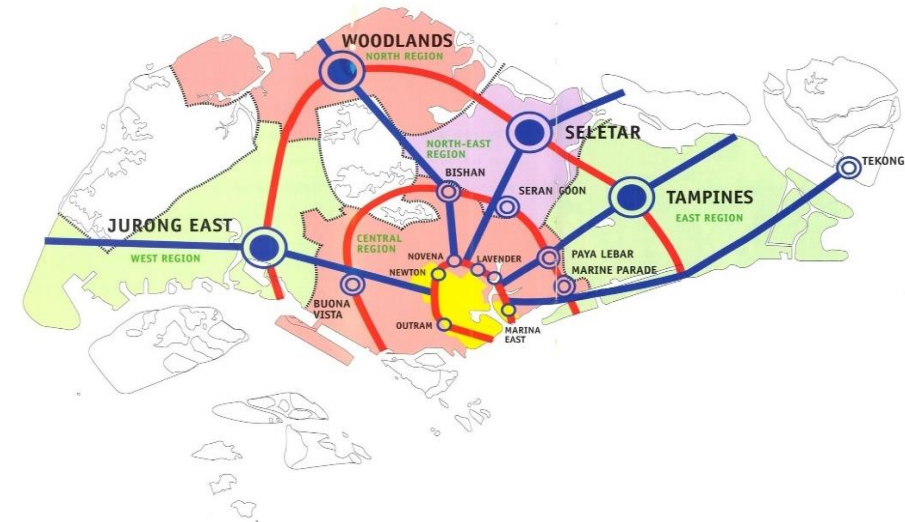 WOODLANDS
NORTH REGION
SELETAR
NORTH-EAST
REGION
BISHAN
TEKONG
SERAN GOON
TAMPINES
EAST REGION
JURONG EAST
WEST REGION
CENTRAL
REGION
NOVENA
LAVENDER
PAYA LEBAR
NEWTON
MARINE PARADE
BUONA
VISTA
OUTRAM
MARINA
EAST